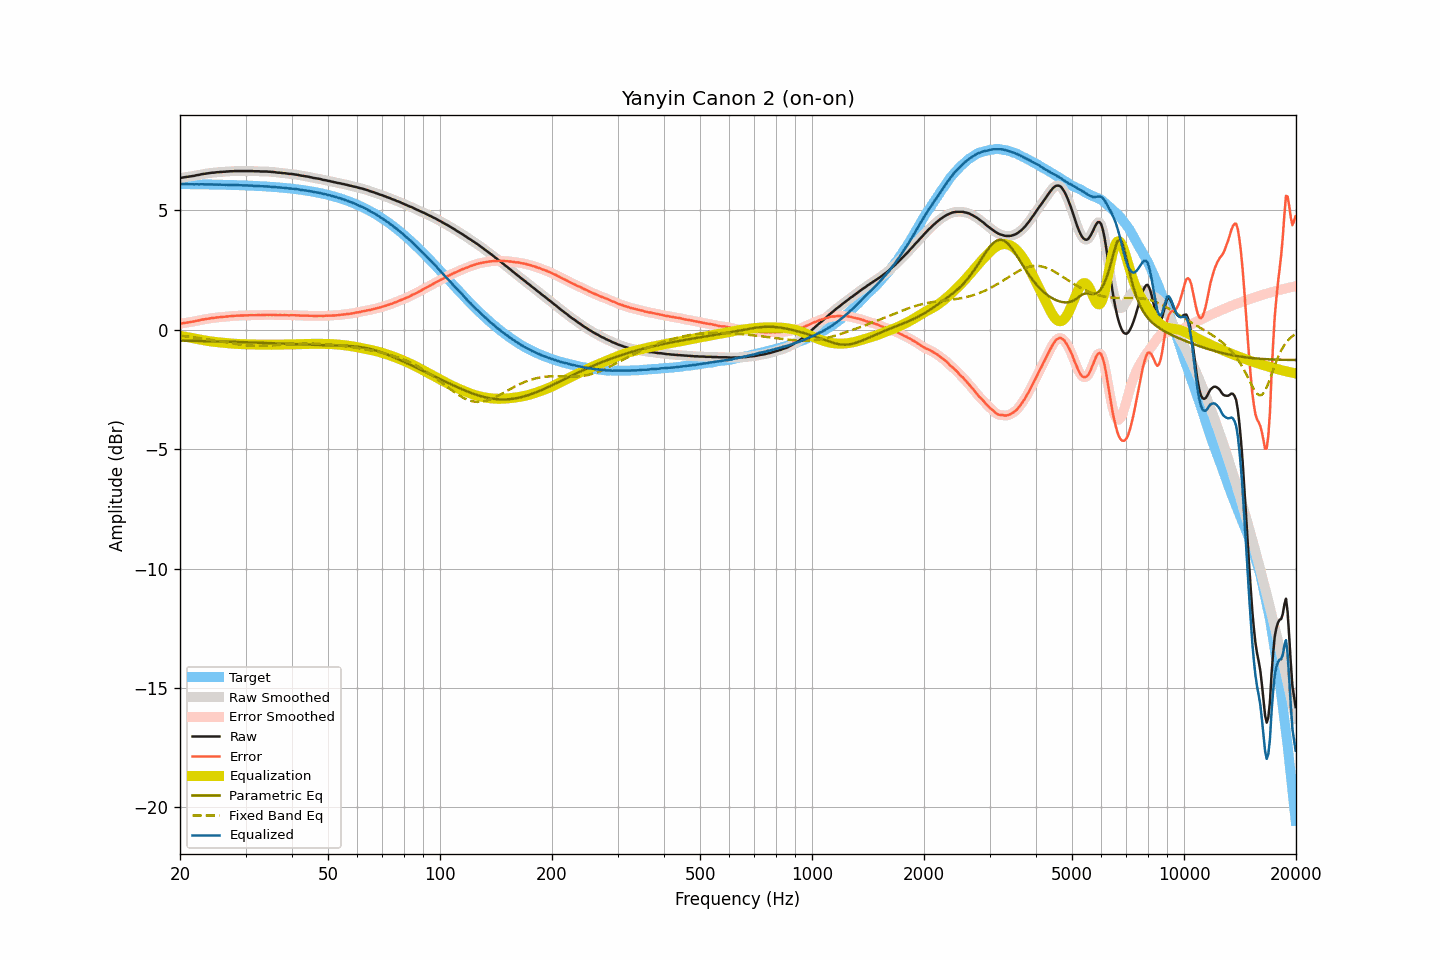 Yanyin Canon 2 (on-on)
Amplitude (dBr)
5
0
−5
−10
−15
−20
Target
Raw Smoothed
Error Smoothed
Raw
Error
Equalization
Parametric Eq
Fixed Band Eq
Equalized
20 50 100 200 500 1000 2000 5000 10000 20000
Frequency (Hz)